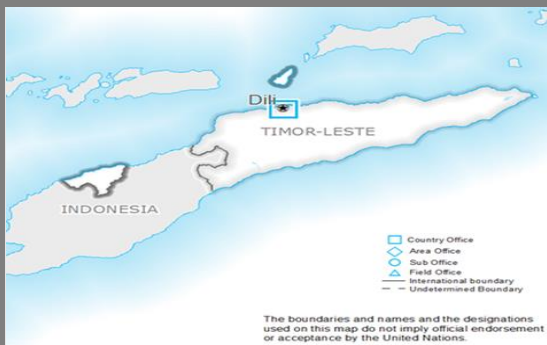 Dili
TIMOR-LESTE
INDONESIA
Country Office
Area Office
Sub Office
Field Office
International boundary
Undetermined Boundary
The boundaries and names and the designations
used on this map do not imply official endorsement
or acceptance by the United Nations.